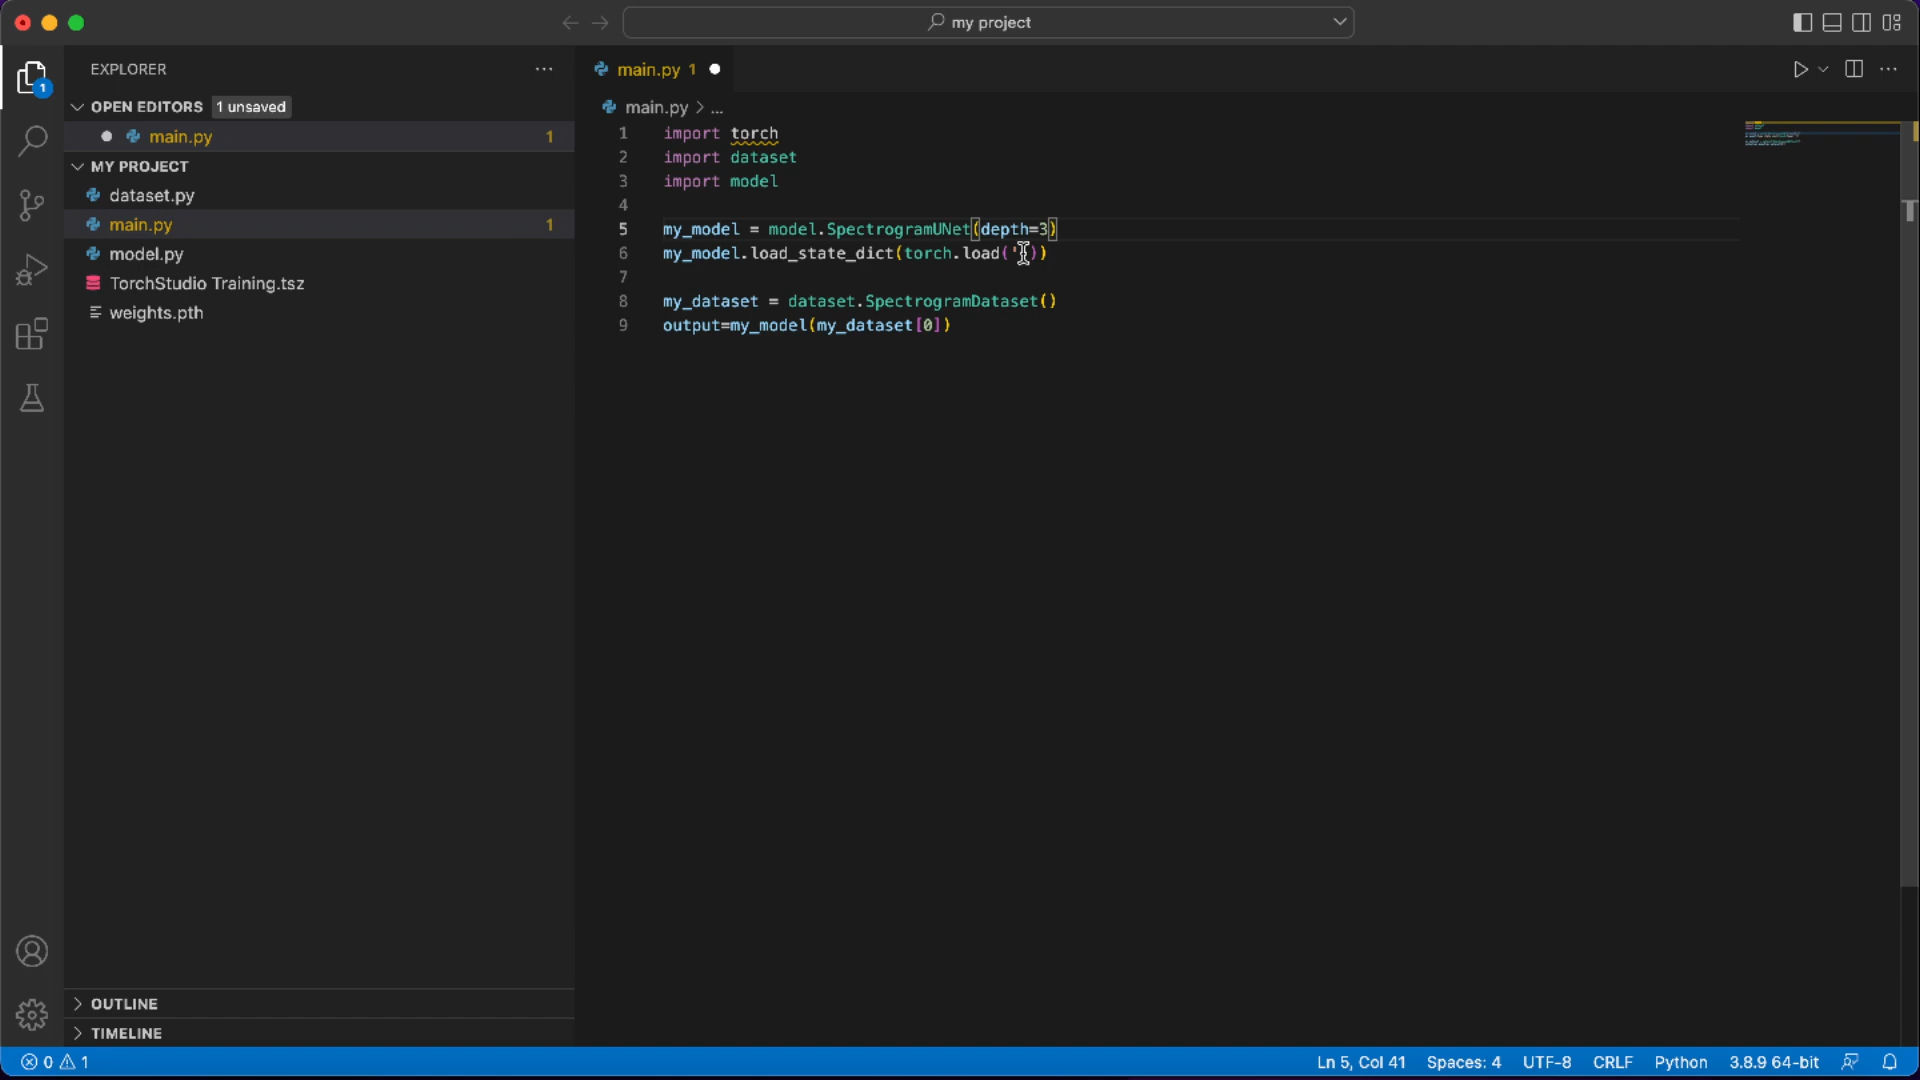 my project
EXPLORER
OPEN EDITORS 1 unsaved
main.py 1
MY PROJECT
dataset.py
main.py 1
model.py
TorchStudio Training.tsz
weights.pth
OUTLINE
TIMELINE
1
main.py 1
main.py > ...
1 import torch
2 import dataset
3 import model
4
5 my_model = model.SpectrogramUNet(depth=3)
6 my_model.load_state_dict(torch.load(''))
7
8 my_dataset = dataset.SpectrogramDataset()
9 output=my_model(my_dataset[0])
0 1 Ln 5, Col 41 Spaces: 4 UTF-8 CRLF Python 3.8.9 64-bit